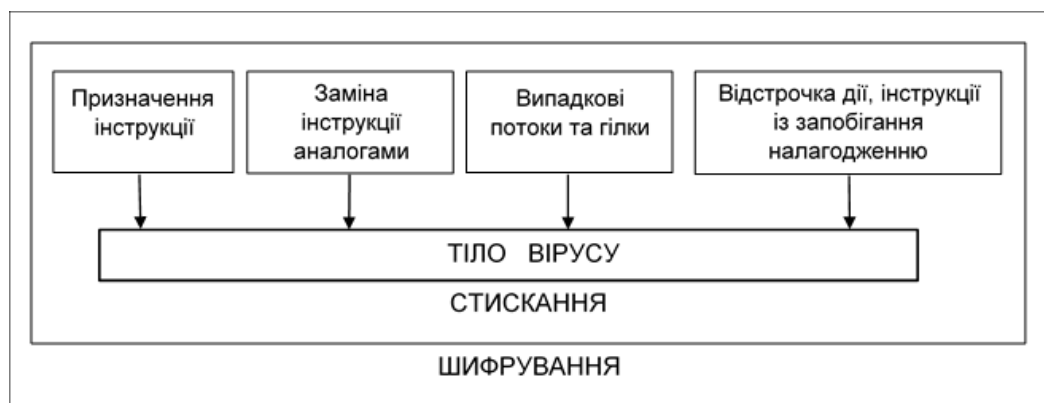 Призначення
інструкції
Заміна
інструкції
аналогами
Випадкові
потоки та гілки
Відстрочка дії, інструкції
із запобігання
налагодженню
ТІЛО ВІРУСУ
СТИСКАННЯ
ШИФРУВАННЯ